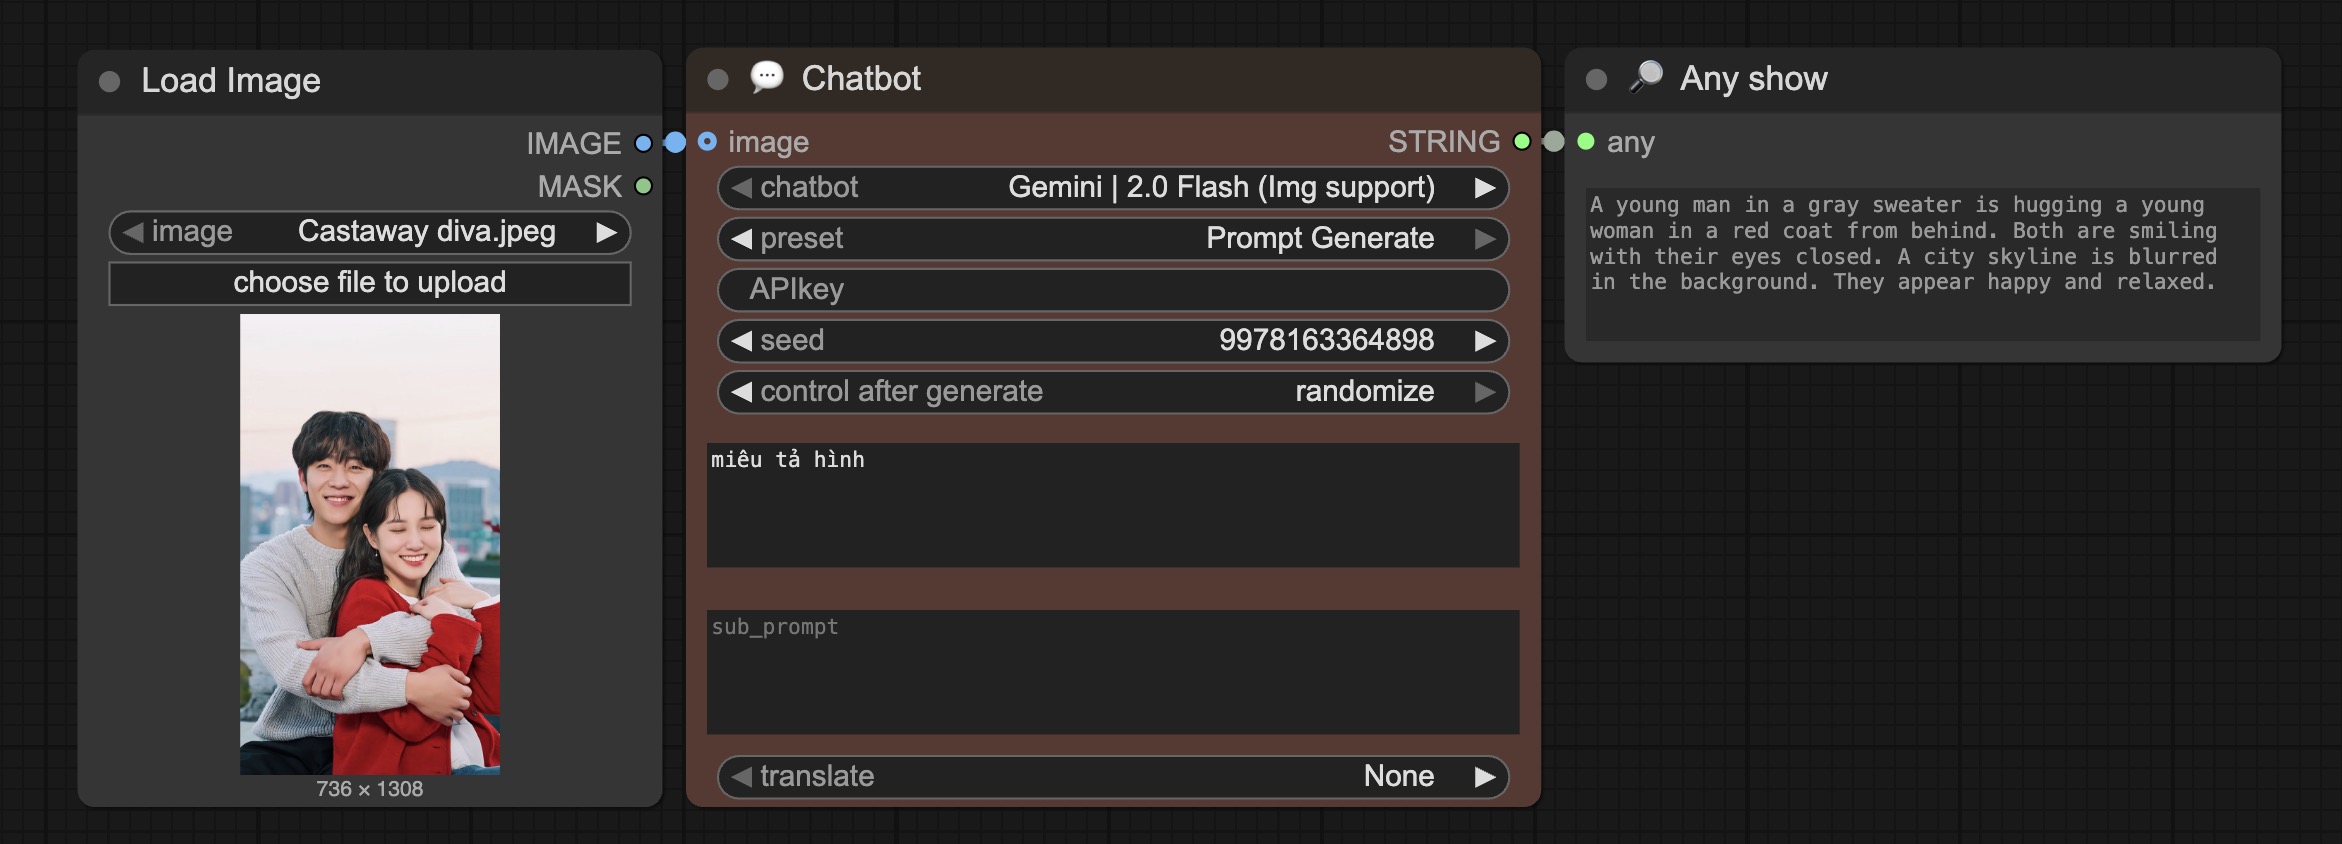 Load Image
IMAGE
MASK
image Castaway diva.jpeg
choose file to upload
736 × 1308
Chatbot
image STRING
chatbot Gemini | 2.0 Flash (Img support)
preset Prompt Generate
APIkey
seed 9978163364898
control after generate randomize
miêu tả hình
sub_prompt
translate None
Any show
any
A young man in a gray sweater is hugging a young
woman in a red coat from behind. Both are smiling
with their eyes closed. A city skyline is blurred
in the background. They appear happy and relaxed.